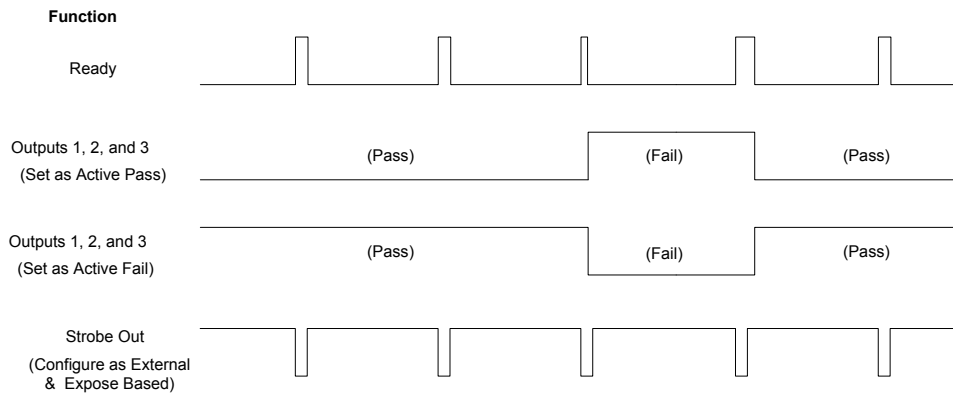 Function
Ready
Outputs 1, 2, and 3
(Set as Active Pass)
(Pass)
(Fail)
(Pass)
Outputs 1, 2, and 3
(Set as Active Fail)
(Pass)
(Fail)
(Pass)
Strobe Out
(Configure as External
& Expose Based)